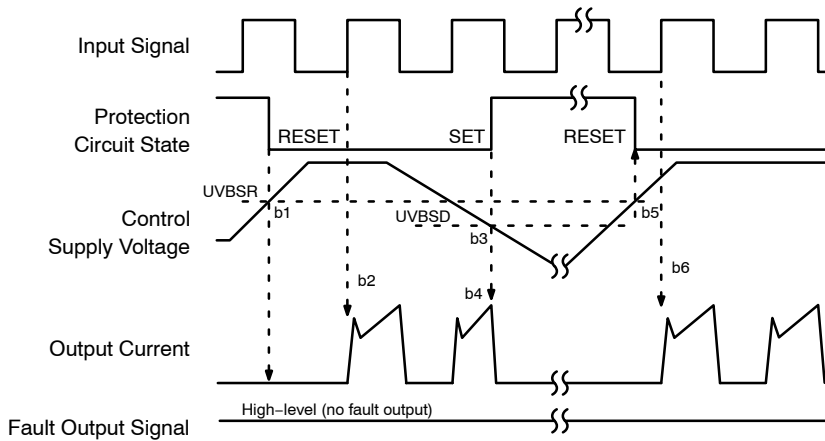 Input Signal
Protection
Circuit State
RESET
SET
RESET
UVBSR
b1
UVBSD
b3
b5
Control
Supply Voltage
b2
b4
b6
Output Current
High−level (no fault output)
Fault Output Signal